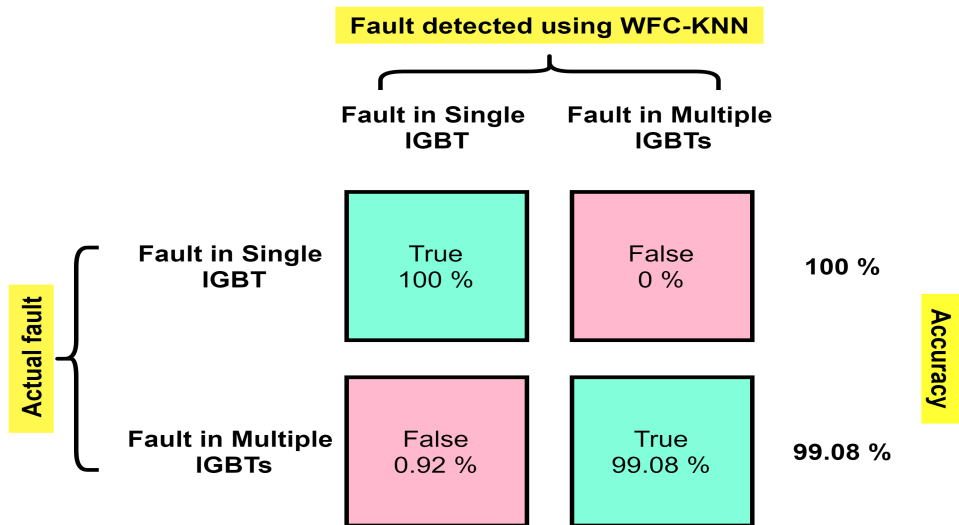 Fault detected using WFC-KNN
Fault in Single
IGBT
Fault in Multiple
IGBTs
Actual fault
Fault in Single
IGBT
True
100 %
False
0 %
100 %
Accuracy
Fault in Multiple
IGBTs
False
0.92 %
True
99.08 %
99.08 %